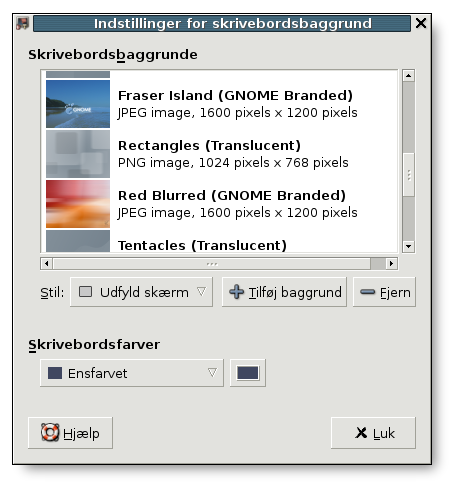 Indstillinger for skrivebordsbaggrund
Skrivebordsbaggrunde
GNOME
Fraser Island (GNOME Branded)
JPEG image, 1600 pixels x 1200 pixels
Rectangles (Translucent)
PNG image, 1024 pixels x 768 pixels
Red Blurred (GNOME Branded)
JPEG image, 1600 pixels x 1200 pixels
Tentacles (Translucent)
Stil: Udfyld skærm Tilføj baggrund Fjern
Skrivebordsfarver
Ensfarvet
Hjælp Luk